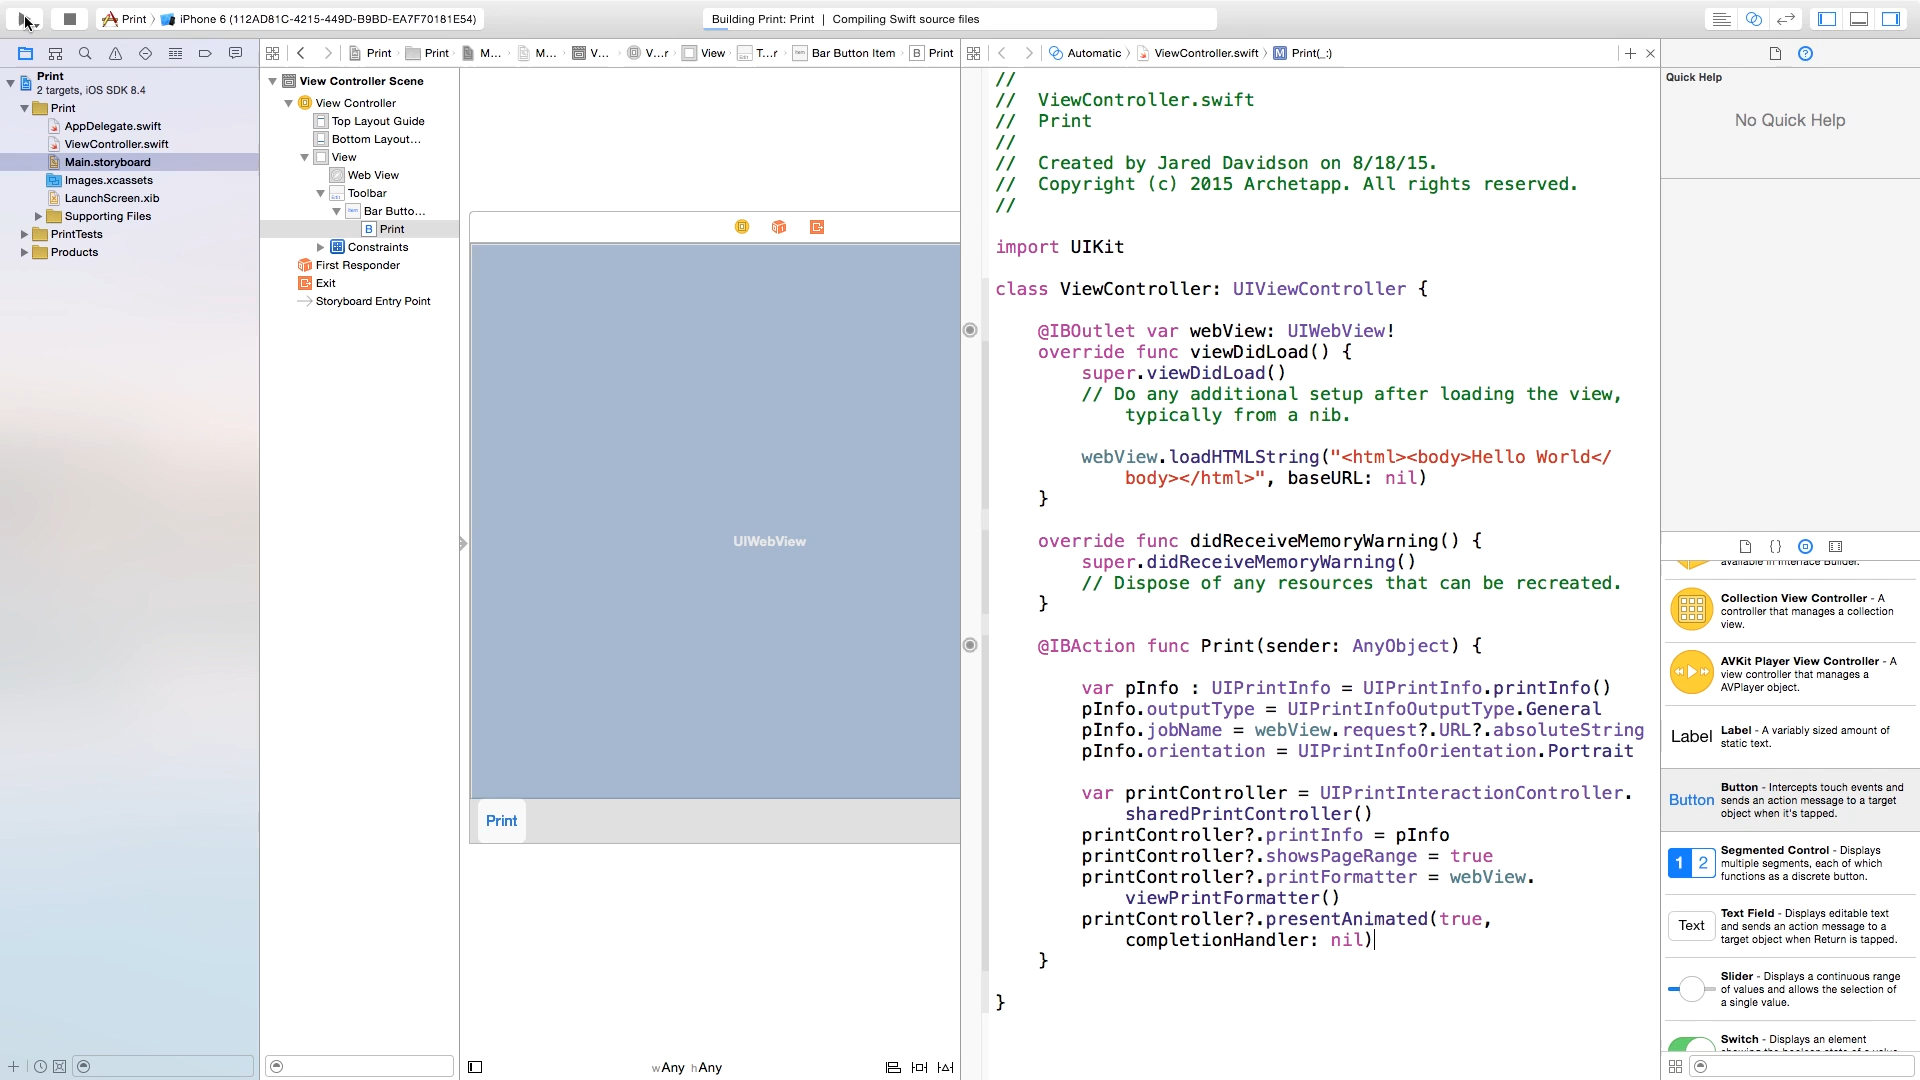 Print
iPhone 6 (112AD81C-4215-449D-B9BD-EA7F70181E54)
Building Print: Print | Compiling Swift source files
Print
Print
M...
M...
V...
V...r
View
T...r
Bar Button Item
B Print
Automatic
ViewController.swift
M Print(_:)
Print
2 targets, iOS SDK 8.4
Print
AppDelegate.swift
ViewController.swift
Main.storyboard
Images.xcassets
LaunchScreen.xib
Supporting Files
PrintTests
Products
View Controller Scene
View Controller
Top Layout Guide
Bottom Layout...
View
Web View
Toolbar
Bar Butto...
B Print
Constraints
First Responder
Exit
Storyboard Entry Point
UIWebView
Print
wAny hAny
//
// ViewController.swift
// Print
//
// Created by Jared Davidson on 8/18/15.
// Copyright (c) 2015 Archetapp. All rights reserved.
//
import UIKit
class ViewController: UIViewController {
@IBOutlet var webView: UIWebView!
override func viewDidLoad() {
super.viewDidLoad()
// Do any additional setup after loading the view,
typically from a nib.
webView.loadHTMLString("<html><body>Hello World</
body></html>", baseURL: nil)
}
override func didReceiveMemoryWarning() {
super.didReceiveMemoryWarning()
// Dispose of any resources that can be recreated.
}
@IBAction func Print(sender: AnyObject) {
var pInfo : UIPrintInfo = UIPrintInfo.printInfo()
pInfo.outputType = UIPrintInfoOutputType.General
pInfo.jobName = webView.request?.URL?.absoluteString
pInfo.orientation = UIPrintInfoOrientation.Portrait
var printController = UIPrintInteractionController.
sharedPrintController()
printController?.printInfo = pInfo
printController?.showsPageRange = true
printController?.printFormatter = webView.
viewPrintFormatter()
printController?.presentAnimated(true,
completionHandler: nil)
}
}
Quick Help
No Quick Help
available in Interface Builder.
Collection View Controller - A
controller that manages a collection
view.
AVKit Player View Controller - A
view controller that manages a
AVPlayer object.
Label
Label - A variably sized amount of
static text.
Button
Button - Intercepts touch events and
sends an action message to a target
object when it's tapped.
1 2
Segmented Control - Displays
multiple segments, each of which
functions as a discrete button.
Text
Text Field - Displays editable text
and sends an action message to a
target object when Return is tapped.
Slider - Displays a continuous range
of values and allows the selection of
a single value.
Switch - Displays an element